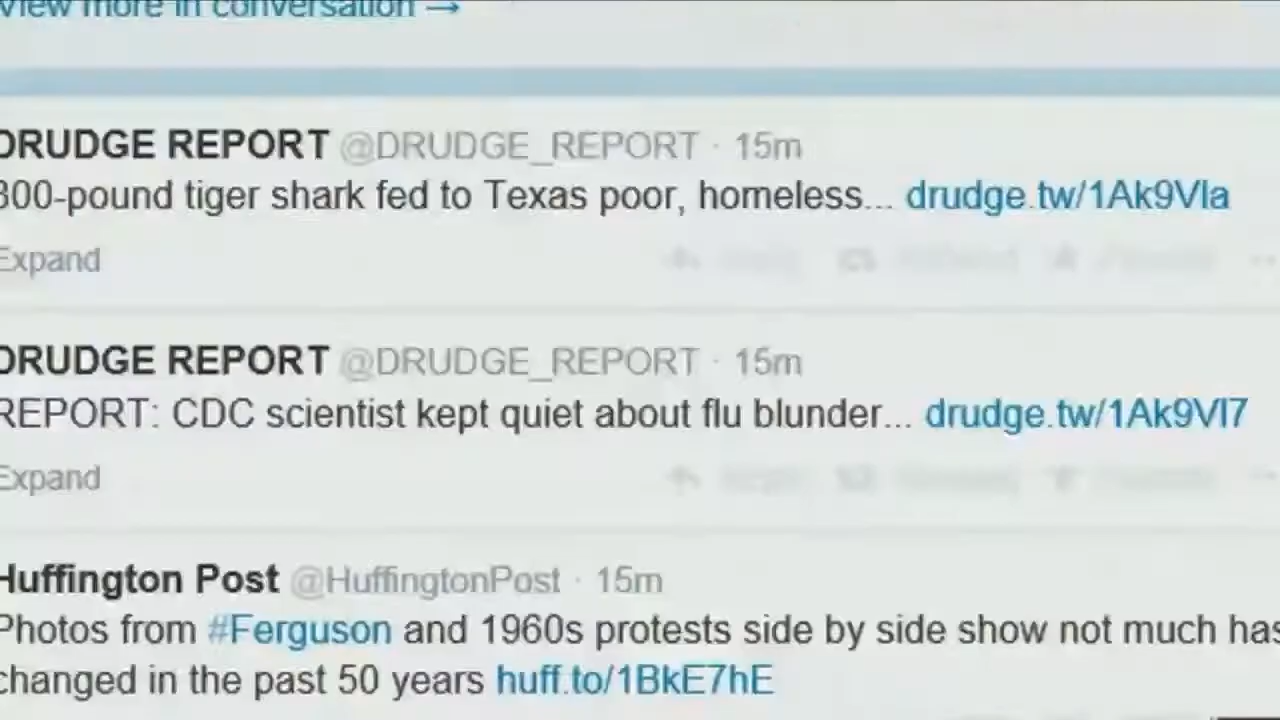 View more in conversation →
DRUDGE REPORT @DRUDGE_REPORT · 15m
300-pound tiger shark fed to Texas poor, homeless... drudge.tw/1Ak9Vla
Expand
DRUDGE REPORT @DRUDGE_REPORT · 15m
REPORT: CDC scientist kept quiet about flu blunder... drudge.tw/1Ak9Vl7
Expand
Huffington Post @HuffingtonPost · 15m
Photos from #Ferguson and 1960s protests side by side show not much has
changed in the past 50 years huff.to/1BkE7hE